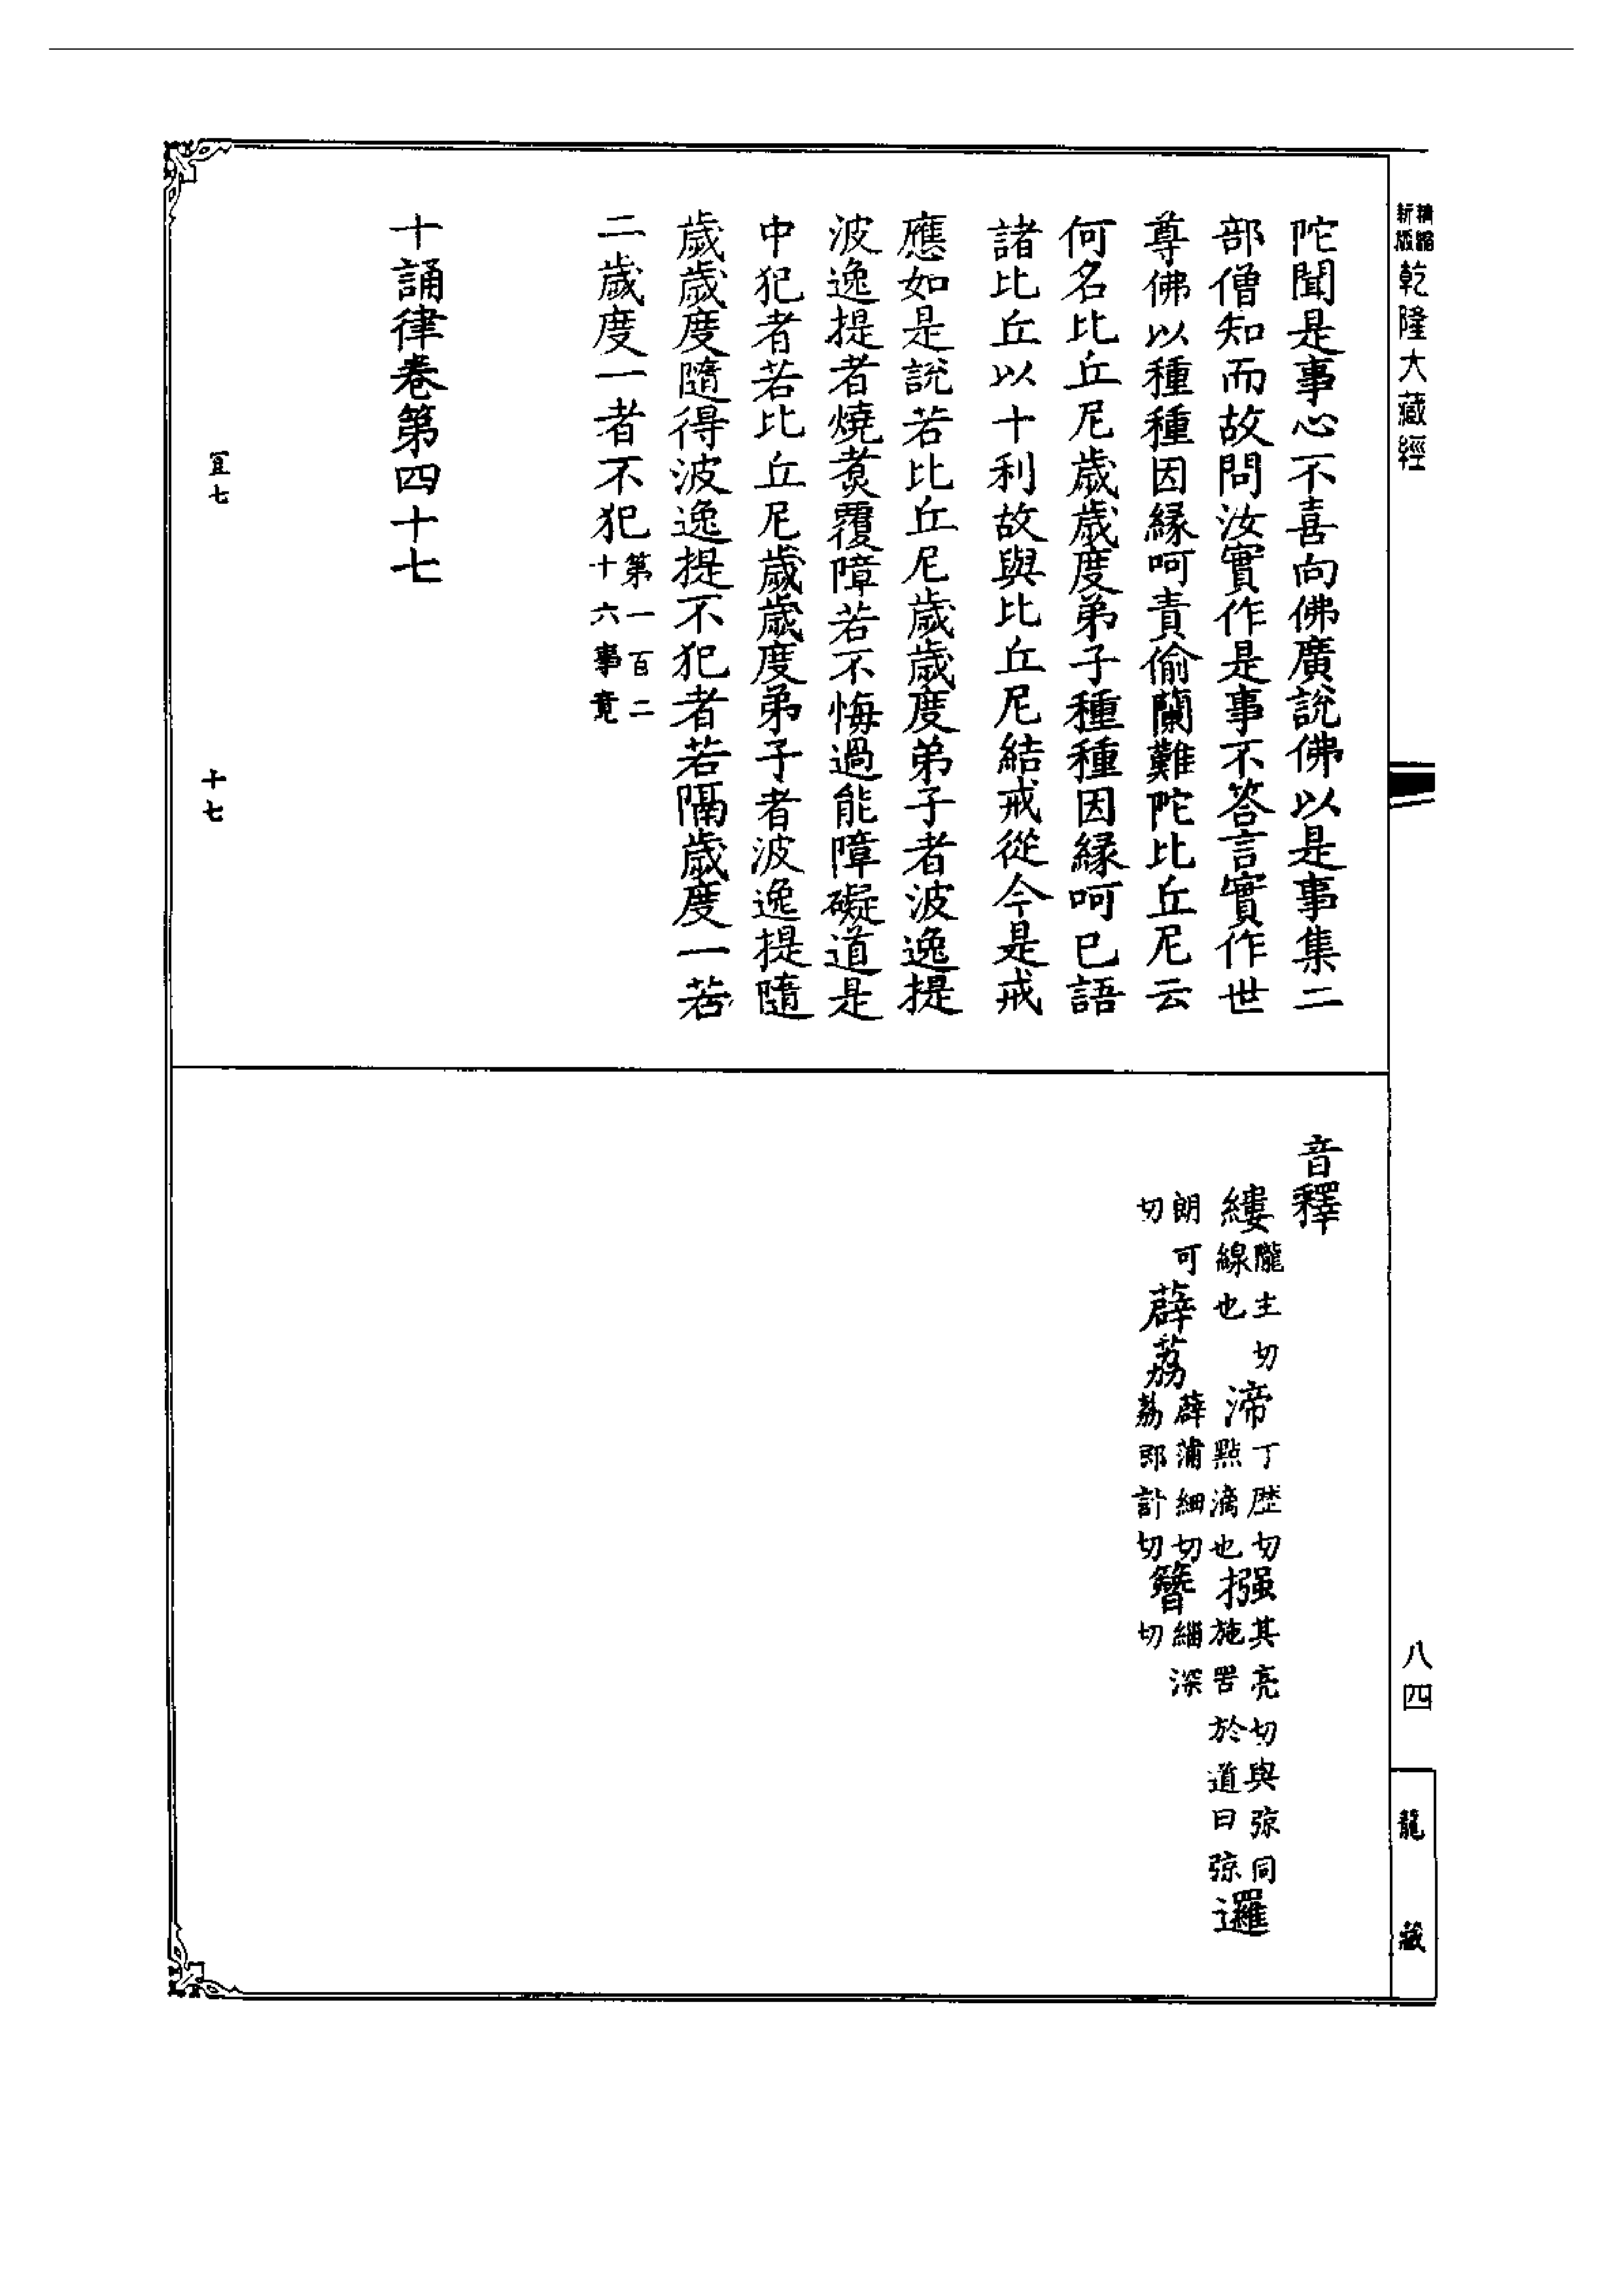 精縮
新版
乾隆大藏經
陀聞是事心不喜向佛廣說佛以是事集二
部僧知而故問汝實作是事不答言實作世
尊佛以種種因緣呵責偷蘭難陀比丘尼云
何名比丘尼歲歲度弟子種種因緣呵已語
諸比丘以十利故與比丘尼結戒從今是戒
應如是說若比丘尼歲歲度弟子者波逸提
波逸提者燒煑覆障若不悔過能障礙道是
中犯者若比丘尼歲歲度弟子者波逸提隨
歲歲度隨得波逸提不犯者若隔歲度一若
二歲度一者不犯
第一百二
十六事竟
十誦律卷第四十七
宜七
十七
音釋
縷
隴主切
線也
渧
丁歷切
點滴也
摾
其亮切與弶同
施罟於道曰弶
邏
朗可
切
薜荔
薜蒲細切
荔郎計切
簪
緇深
切
八四
龍藏